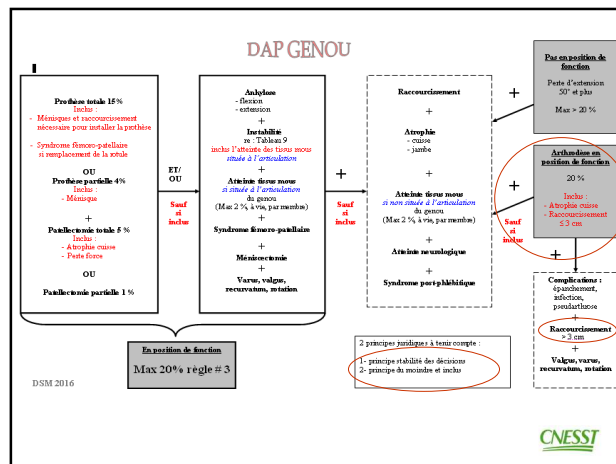 DAP GENOU
Prothèse totale 15 %
Inclus :
- Ménisques et raccourcissement
nécessaire pour installer la prothèse
- Syndrome fémoro-patellaire
si remplacement de la rotule
OU
Prothèse partielle 4%
Inclus :
- Ménisque
+
Patellectomie totale 5 %
Inclus :
- Atrophie cuisse
- Perte force
OU
Patellectomie partielle 1 %
ET/
OU
Sauf
si
inclus
Ankylose
- flexion
- extension
+
Instabilité
re : Tableau 9
inclus l'atteinte des tissus mous
située à l'articulation
+
Atteinte tissus mous
si située à l'articulation
du genou
(Max 2 %, à vie, par membre)
+
Syndrome fémoro-patellaire
+
Méniscectomie
+
Varus, valgus,
recurvatum, rotation
+
Sauf
si
inclus
Raccourcissement
+
Atrophie
- cuisse
- jambe
+
Atteinte tissus mous
si non située à l'articulation
du genou
(Max 2 %, à vie, par membre)
+
Atteinte neurologique
+
Syndrome post-phlébitique
+
Pas en position de
fonction
Perte d'extension
50° et plus
Max > 20 %
+
Sauf
si
inclus
Arthrodèse en
position de fonction
20 %
Inclus :
- Atrophie cuisse
- Raccourcissement
≤ 3 cm
+
Complications :
épanchement,
infection,
pseudarthrose
+
Raccourcissement
> 3 cm
+
Valgus, varus,
recurvatum, rotation
En position de fonction
Max 20% règle # 3
2 principes juridiques à tenir compte :
1- principe stabilité des décisions
2- principe du moindre et inclus
DSM 2016
CNESST